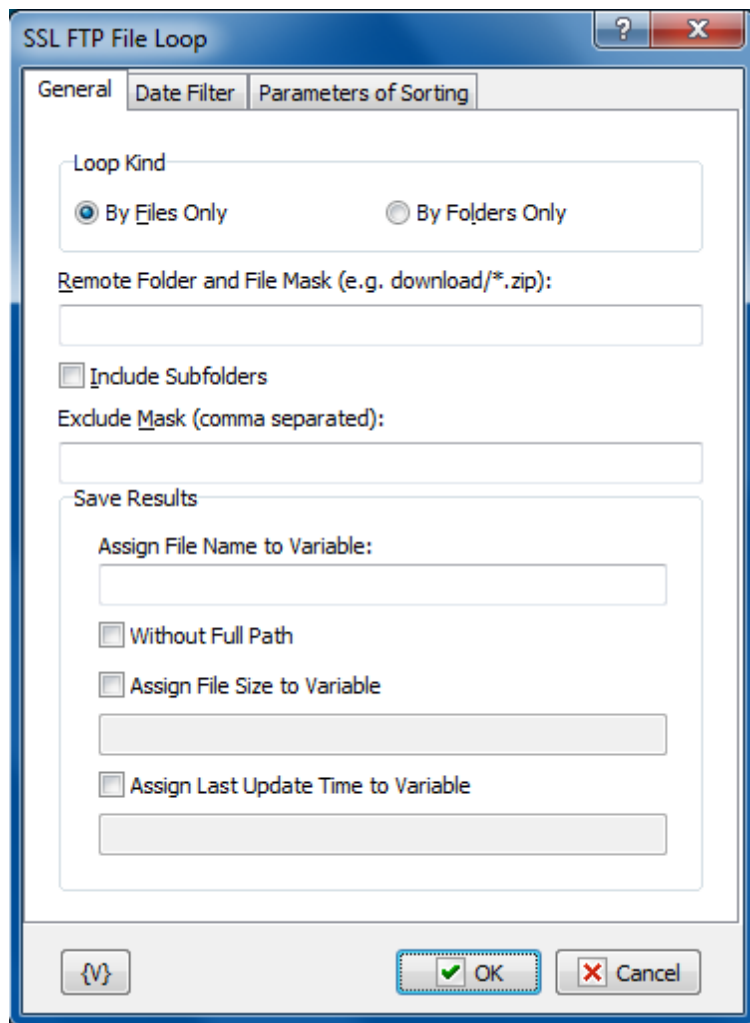 SSL FTP File Loop
?
General Date Filter Parameters of Sorting
Loop Kind
By Files Only By Folders Only
Remote Folder and File Mask (e.g. download/*.zip):
Include Subfolders
Exclude Mask (comma separated):
Save Results
Assign File Name to Variable:
Without Full Path
Assign File Size to Variable
Assign Last Update Time to Variable
{V} OK Cancel